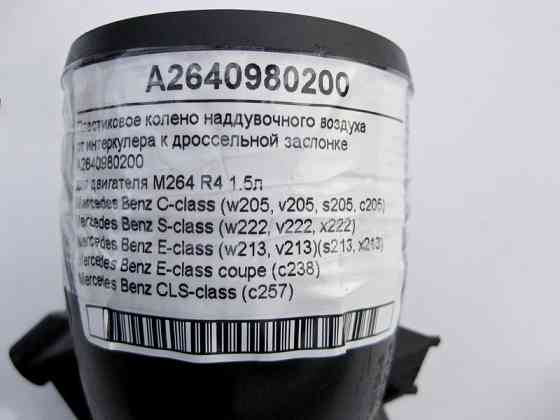 A2640980200
Пластиковое колено наддувочного воздуха
от интеркулера к дроссельной заслонке
A2640980200
для двигателя M264 R4 1.5л
Mercedes Benz C-class (w205, v205, s205, c205)
Mercedes Benz S-class (w222, v222, x222)
Mercedes Benz E-class (w213, v213)(s213, x213)
Mercedes Benz E-class coupe (c238)
Mercedes Benz CLS-class (c257)